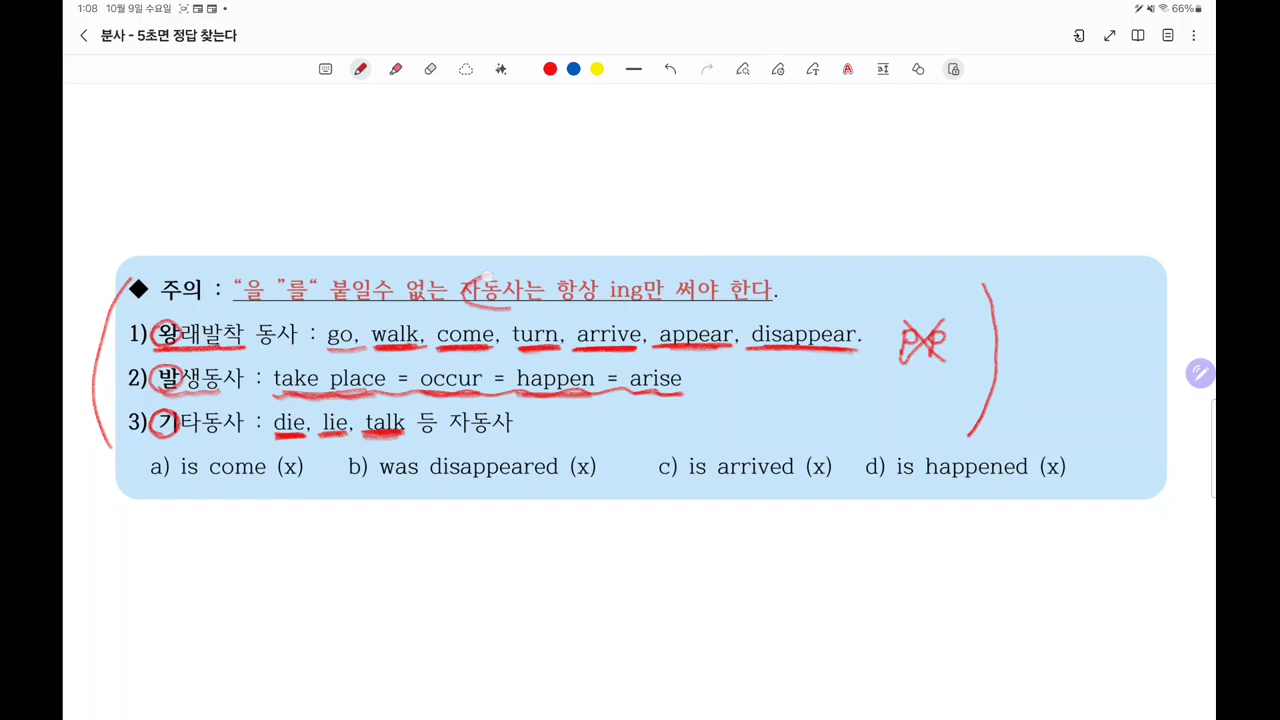 1:08 10월 9일 수요일 66%
분사 - 5초면 정답 찾는다
◆ 주의 : “을 ”를“ 붙일수 없는 자동사는 항상 ing만 써야 한다.
1) 왕래발착 동사 : go, walk, come, turn, arrive, appear, disappear. PP
2) 발생동사 : take place = occur = happen = arise
3) 기타동사 : die, lie, talk 등 자동사
a) is come (x) b) was disappeared (x) c) is arrived (x) d) is happened (x)